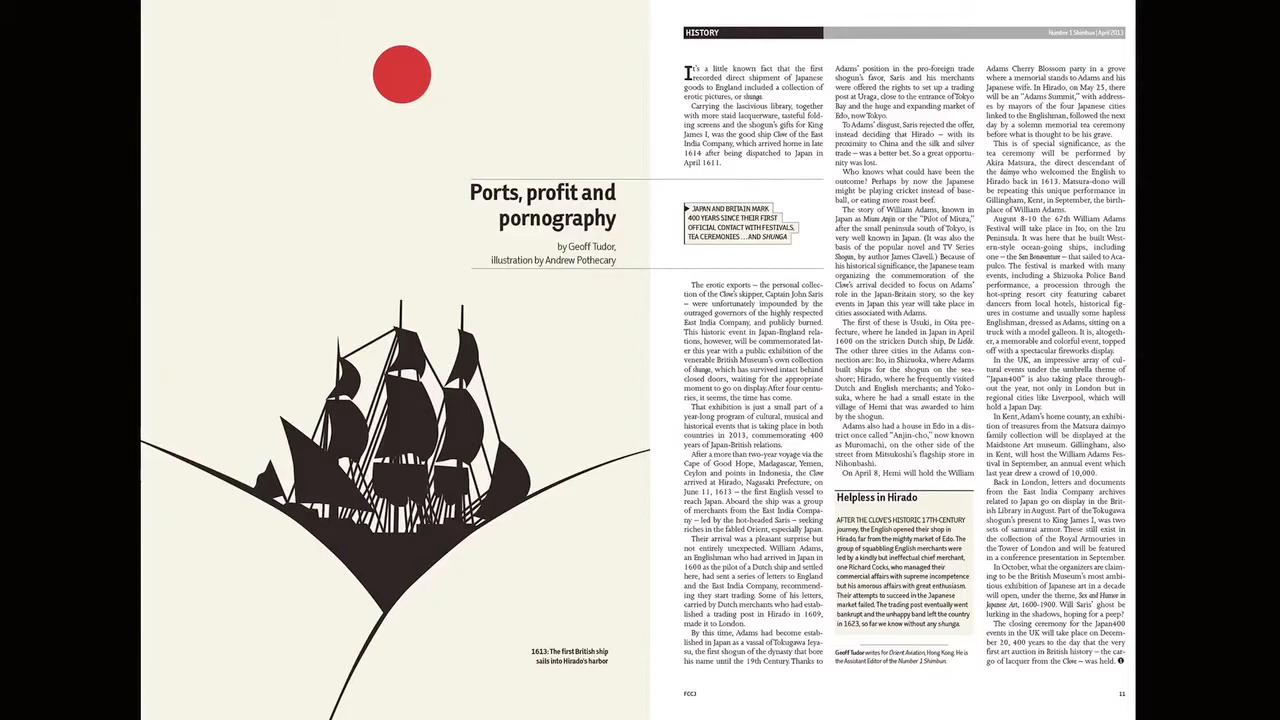 HISTORY
Number 1 Shimbun | April 2013
Ports, profit and
pornography
by Geoff Tudor,
illustration by Andrew Pothecary
1613: The first British ship
sails into Hirado's harbor
It's a little known fact that the first
recorded direct shipment of Japanese
goods to England included a collection of
erotic pictures, or shunga.
Carrying the lascivious library, together
with more staid lacquerware, tasteful fold-
ing screens and the shogun's gifts for King
James I, was the good ship Clove of the East
India Company, which arrived home in late
1614 after being dispatched to Japan in
April 1611.
▶ JAPAN AND BRITAIN MARK
400 YEARS SINCE THEIR FIRST
OFFICIAL CONTACT WITH FESTIVALS,
TEA CEREMONIES ... AND SHUNGA
The erotic exports – the personal collec-
tion of the Clove's skipper, Captain John Saris
– were unfortunately impounded by the
outraged governors of the highly respected
East India Company, and publicly burned.
This historic event in Japan-England rela-
tions, however, will be commemorated lat-
er this year with a public exhibition of the
venerable British Museum's own collection
of shunga, which has survived intact behind
closed doors, waiting for the appropriate
moment to go on display. After four centu-
ries, it seems, the time has come.
That exhibition is just a small part of a
year-long program of cultural, musical and
historical events that is taking place in both
countries in 2013, commemorating 400
years of Japan-British relations.
After a more than two-year voyage via the
Cape of Good Hope, Madagascar, Yemen,
Ceylon and points in Indonesia, the Clove
arrived at Hirado, Nagasaki Prefecture, on
June 11, 1613 – the first English vessel to
reach Japan. Aboard the ship was a group
of merchants from the East India Compa-
ny – led by the hot-headed Saris – seeking
riches in the fabled Orient, especially Japan.
Their arrival was a pleasant surprise but
not entirely unexpected. William Adams,
an Englishman who had arrived in Japan in
1600 as the pilot of a Dutch ship and settled
here, had sent a series of letters to England
and the East India Company, recommend-
ing they start trading. Some of his letters,
carried by Dutch merchants who had estab-
lished a trading post in Hirado in 1609,
made it to London.
By this time, Adams had become estab-
lished in Japan as a vassal of Tokugawa Ieya-
su, the first shogun of the dynasty that bore
his name until the 19th Century. Thanks to
Adams' position in the pro-foreign trade
shogun's favor, Saris and his merchants
were offered the rights to set up a trading
post at Uraga, close to the entrance of Tokyo
Bay and the huge and expanding market of
Edo, now Tokyo.
To Adams' disgust, Saris rejected the offer,
instead deciding that Hirado – with its
proximity to China and the silk and silver
trade – was a better bet. So a great opportu-
nity was lost.
Who knows what could have been the
outcome? Perhaps by now the Japanese
might be playing cricket instead of base-
ball, or eating more roast beef.
The story of William Adams, known in
Japan as Miura Anjin or the "Pilot of Miura,"
after the small peninsula south of Tokyo, is
very well known in Japan. (It was also the
basis of the popular novel and TV Series
Shogun, by author James Clavell.) Because of
his historical significance, the Japanese team
organizing the commemoration of the
Clove's arrival decided to focus on Adams'
role in the Japan-Britain story, so the key
events in Japan this year will take place in
cities associated with Adams.
The first of these is Usuki, in Oita pre-
fecture, where he landed in Japan in April
1600 on the stricken Dutch ship, De Liefde.
The other three cities in the Adams con-
nection are: Ito, in Shizuoka, where Adams
built ships for the shogun on the sea-
shore; Hirado, where he frequently visited
Dutch and English merchants; and Yoko-
suka, where he had a small estate in the
village of Hemi that was awarded to him
by the shogun.
Adams also had a house in Edo in a dis-
trict once called "Anjin-cho," now known
as Muromachi, on the other side of the
street from Mitsukoshi's flagship store in
Nihonbashi.
On April 8, Hemi will hold the William
Helpless in Hirado
AFTER THE CLOVE'S HISTORIC 17TH-CENTURY
journey, the English opened their shop in
Hirado, far from the mighty market of Edo. The
group of squabbling English merchants were
led by a kindly but ineffectual chief merchant,
one Richard Cocks, who managed their
commercial affairs with supreme incompetence
but his amorous affairs with great enthusiasm.
Their attempts to succeed in the Japanese
market failed. The trading post eventually went
bankrupt and the unhappy band left the country
in 1623, so far we know without any shunga.
Geoff Tudor writes for Orient Aviation, Hong Kong. He is
the Assistant Editor of the Number 1 Shimbun.
Adams Cherry Blossom party in a grove
where a memorial stands to Adams and his
Japanese wife. In Hirado, on May 25, there
will be an "Adams Summit," with address-
es by mayors of the four Japanese cities
linked to the Englishman, followed the next
day by a solemn memorial tea ceremony
before what is thought to be his grave.
This is of special significance, as the
tea ceremony will be performed by
Akira Matsura, the direct descendant of
the daimyo who welcomed the English to
Hirado back in 1613. Matsura-dono will
be repeating this unique performance in
Gillingham, Kent, in September, the birth-
place of William Adams.
August 8-10 the 67th William Adams
Festival will take place in Ito, on the Izu
Peninsula. It was here that he built West-
ern-style ocean-going ships, including
one – the San Bonaventure – that sailed to Aca-
pulco. The festival is marked with many
events, including a Shizuoka Police Band
performance, a procession through the
hot-spring resort city featuring cabaret
dancers from local hotels, historical fig-
ures in costume and usually some hapless
Englishman, dressed as Adams, sitting on a
truck with a model galleon. It is, altogeth-
er, a memorable and colorful event, topped
off with a spectacular fireworks display.
In the UK, an impressive array of cul-
tural events under the umbrella theme of
"Japan400" is also taking place through-
out the year, not only in London but in
regional cities like Liverpool, which will
hold a Japan Day.
In Kent, Adam's home county, an exhibi-
tion of treasures from the Matsura daimyo
family collection will be displayed at the
Maidstone Art museum. Gillingham, also
in Kent, will host the William Adams Fes-
tival in September, an annual event which
last year drew a crowd of 10,000.
Back in London, letters and documents
from the East India Company archives
related to Japan go on display in the Brit-
ish Library in August. Part of the Tokugawa
shogun's present to King James I, was two
sets of samurai armor. These still exist in
the collection of the Royal Armouries in
the Tower of London and will be featured
in a conference presentation in September.
In October, what the organizers are claim-
ing to be the British Museum's most ambi-
tious exhibition of Japanese art in a decade
will open, under the theme, Sex and Humor in
Japanese Art, 1600-1900. Will Saris' ghost be
lurking in the shadows, hoping for a peep?
The closing ceremony for the Japan400
events in the UK will take place on Decem-
ber 20, 400 years to the day that the very
first art auction in British history – the car-
go of lacquer from the Clove – was held.
FCCJ
11